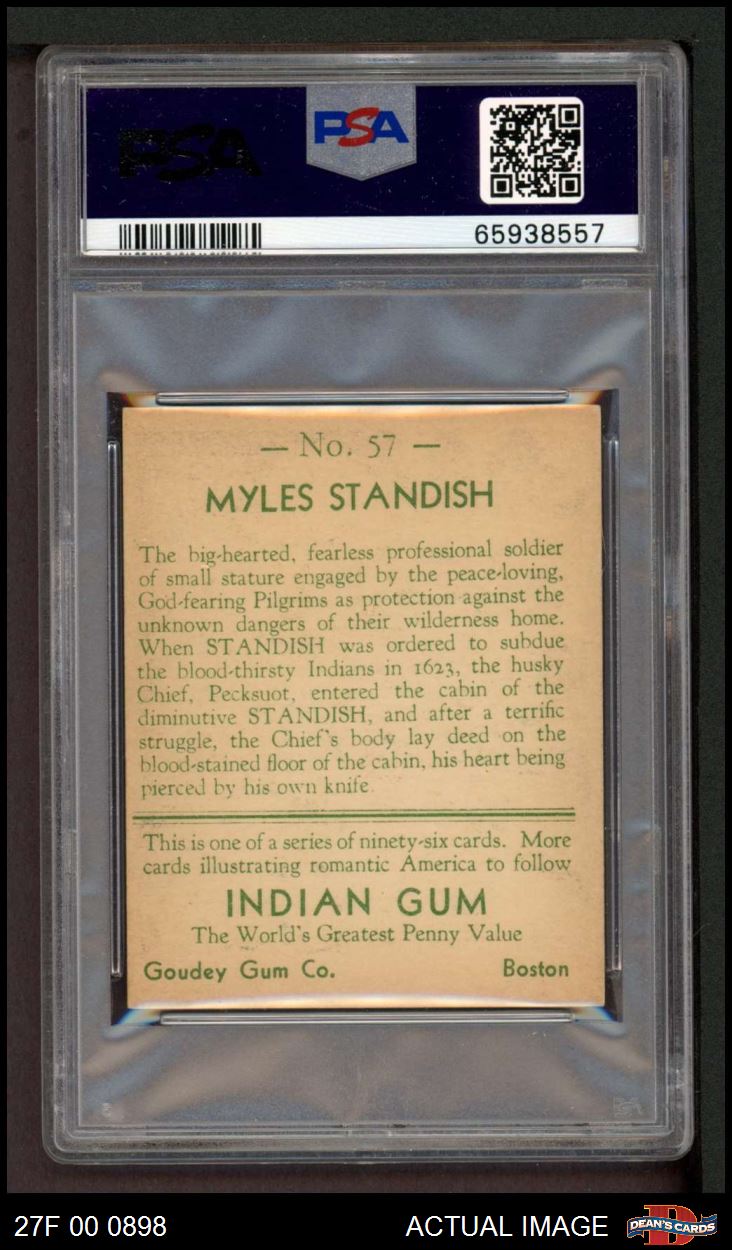 PSA
PSA
65938557
— No. 57 —
MYLES STANDISH
The big-hearted, fearless professional soldier
of small stature engaged by the peace-loving,
God-fearing Pilgrims as protection against the
unknown dangers of their wilderness home.
When STANDISH was ordered to subdue
the blood-thirsty Indians in 1623, the husky
Chief, Pecksuot, entered the cabin of the
diminutive STANDISH, and after a terrific
struggle, the Chief's body lay deed on the
blood-stained floor of the cabin, his heart being
pierced by his own knife.
This is one of a series of ninety-six cards. More
cards illustrating romantic America to follow
INDIAN GUM
The World's Greatest Penny Value
Goudey Gum Co. Boston
27F 00 0898 ACTUAL IMAGE DEAN'S CARDS